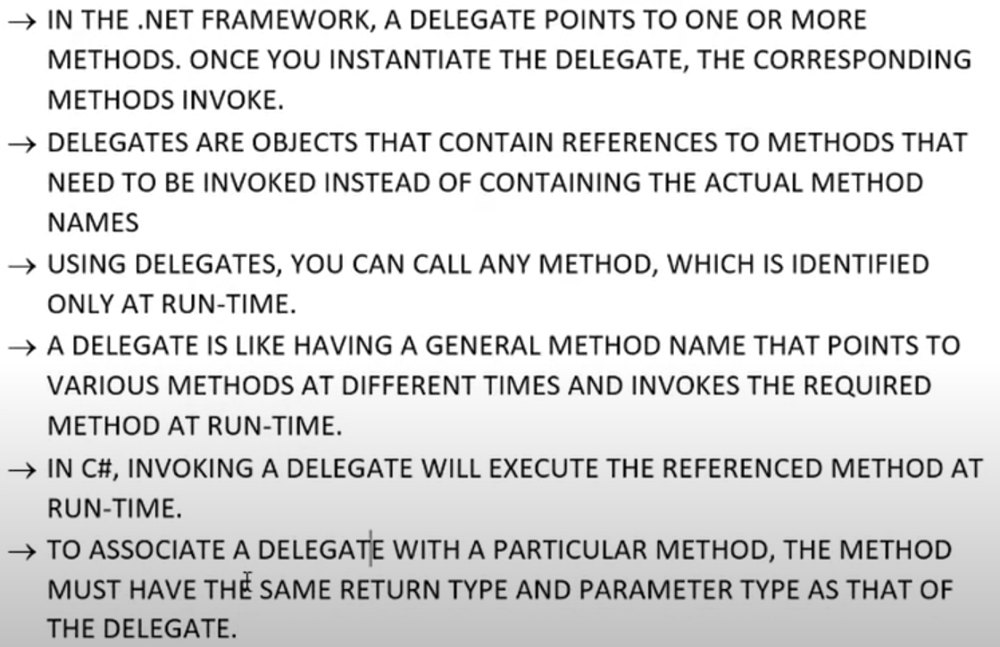 → IN THE .NET FRAMEWORK, A DELEGATE POINTS TO ONE OR MORE
METHODS. ONCE YOU INSTANTIATE THE DELEGATE, THE CORRESPONDING
METHODS INVOKE.
→ DELEGATES ARE OBJECTS THAT CONTAIN REFERENCES TO METHODS THAT
NEED TO BE INVOKED INSTEAD OF CONTAINING THE ACTUAL METHOD
NAMES
→ USING DELEGATES, YOU CAN CALL ANY METHOD, WHICH IS IDENTIFIED
ONLY AT RUN-TIME.
→ A DELEGATE IS LIKE HAVING A GENERAL METHOD NAME THAT POINTS TO
VARIOUS METHODS AT DIFFERENT TIMES AND INVOKES THE REQUIRED
METHOD AT RUN-TIME.
→ IN C#, INVOKING A DELEGATE WILL EXECUTE THE REFERENCED METHOD AT
RUN-TIME.
→ TO ASSOCIATE A DELEGATE WITH A PARTICULAR METHOD, THE METHOD
MUST HAVE THE SAME RETURN TYPE AND PARAMETER TYPE AS THAT OF
THE DELEGATE.